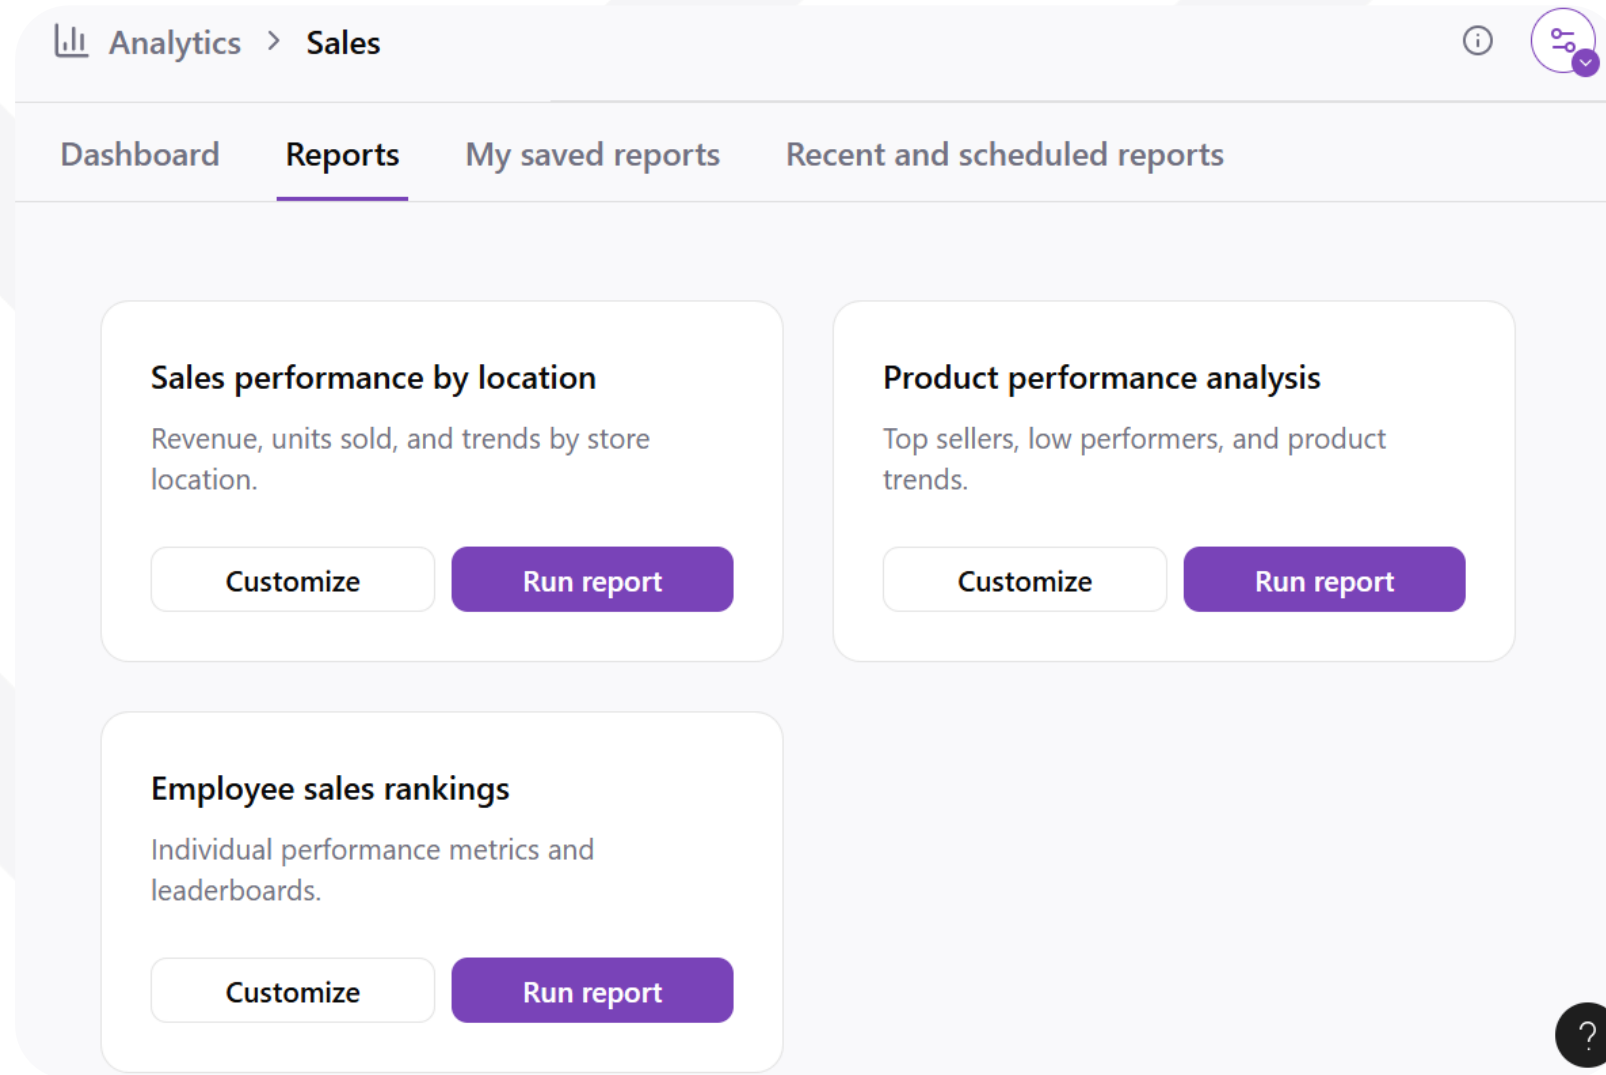 Analytics > Sales
Dashboard Reports My saved reports Recent and scheduled reports
Sales performance by location
Revenue, units sold, and trends by store
location.
Customize Run report
Product performance analysis
Top sellers, low performers, and product
trends.
Customize Run report
Employee sales rankings
Individual performance metrics and
leaderboards.
Customize Run report
?